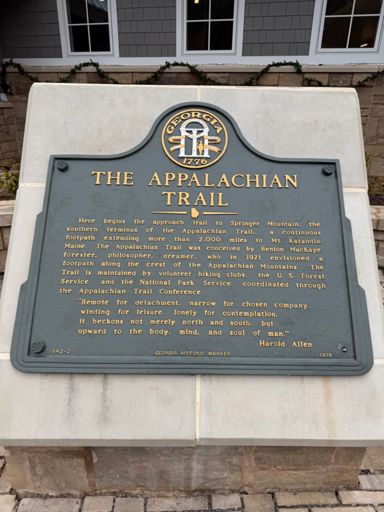 GEORGIA
1776
THE APPALACHIAN
TRAIL
Here begins the approach trail to Springer Mountain, the
southern terminus of the Appalachian Trail, a continuous
footpath extending more than 2,000 miles to Mt. Katahdin,
Maine. The Appalachian Trail was conceived by Benton MacKaye
forester, philosopher, dreamer, who in 1921 envisioned a
footpath along the crest of the Appalachian Mountains. The
Trail is maintained by volunteer hiking clubs, the U. S. Forest
Service, and the National Park Service, coordinated through
the Appalachian Trail Conference.
"Remote for detachment, narrow for chosen company,
winding for leisure, lonely for contemplation,
it beckons not merely north and south, but
upward to the body, mind, and soul of man."
Harold Allen
042-2 GEORGIA HISTORIC MARKER 1978